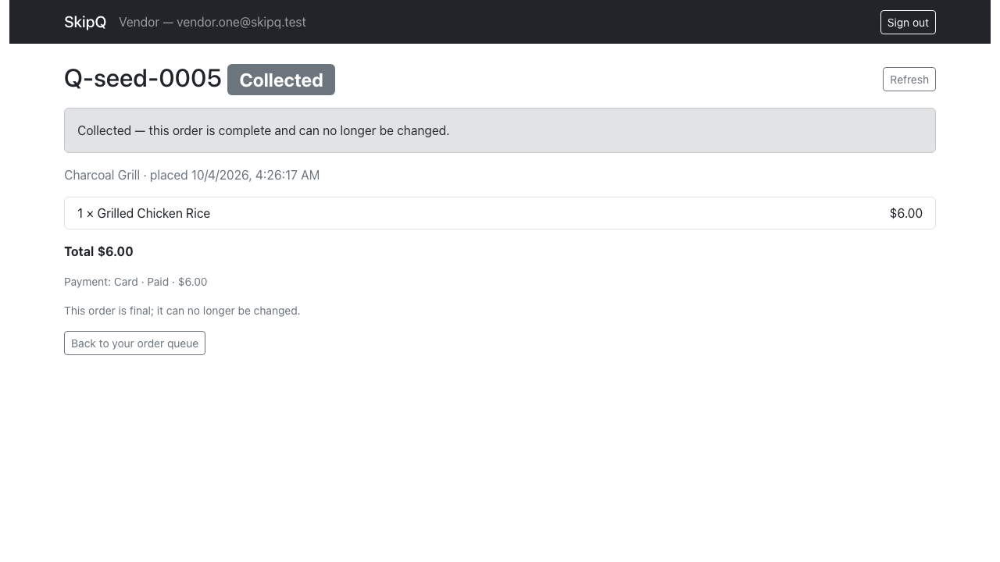 SkipQ Vendor — vendor.one@skipq.test Sign out
Q-seed-0005 Collected Refresh
Collected — this order is complete and can no longer be changed.
Charcoal Grill · placed 10/4/2026, 4:26:17 AM
1 × Grilled Chicken Rice $6.00
Total $6.00
Payment: Card · Paid · $6.00
This order is final; it can no longer be changed.
Back to your order queue